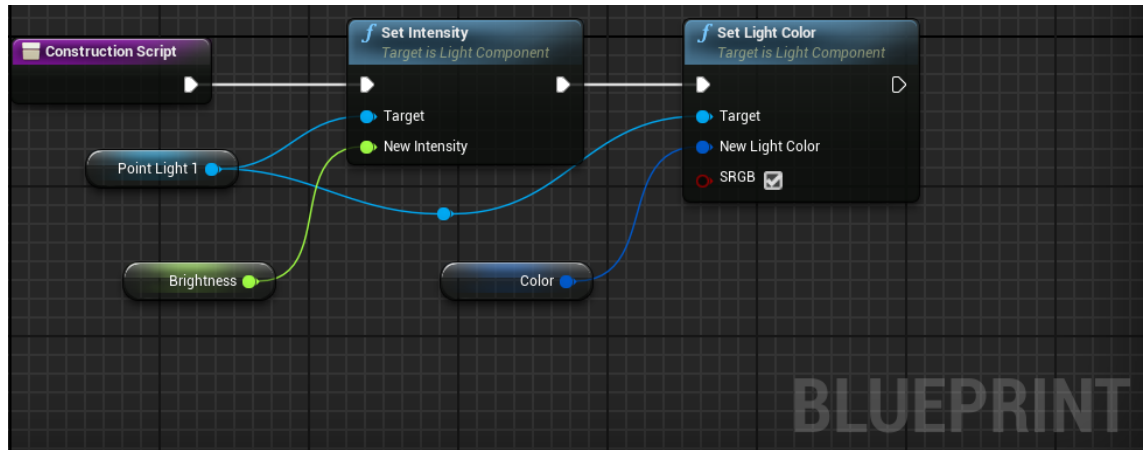 Construction Script
f Set Intensity
Target is Light Component
Target
New Intensity
f Set Light Color
Target is Light Component
Target
New Light Color
SRGB
Point Light 1
Brightness
Color
BLUEPRINT